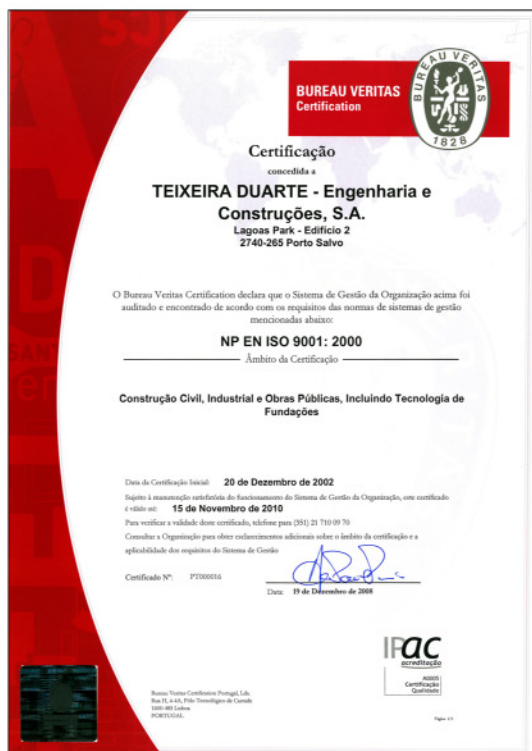 BUREAU VERITAS
Certification
BUREAU VERITAS
1828
Certificação
concedida a
TEIXEIRA DUARTE - Engenharia e
Construções, S.A.
Lagoas Park - Edifício 2
2740-265 Porto Salvo
O Bureau Veritas Certification declara que o Sistema de Gestão da Organização acima foi
auditado e encontrado de acordo com os requisitos das normas de sistemas de gestão
mencionadas abaixo:
NP EN ISO 9001: 2000
Âmbito da Certificação
Construção Civil, Industrial e Obras Públicas, Incluindo Tecnologia de
Fundações
Data da Certificação Inicial: 20 de Dezembro de 2002
Sujeito à manutenção satisfatória do funcionamento do Sistema de Gestão da Organização, este certificado
é válido até: 15 de Novembro de 2010
Para verificar a validade deste certificado, telefone para (351) 21 710 09 70
Consultar a Organização para obter esclarecimentos adicionais sobre o âmbito da certificação e a
aplicabilidade dos requisitos do Sistema de Gestão
Certificado Nº: PT000016
Data: 19 de Dezembro de 2008
IPAC
acreditação
A0005
Certificação
Qualidade
Bureau Veritas Certification Portugal, Lda.
Pólo Tecnológico de
Lisboa
PORTUGAL